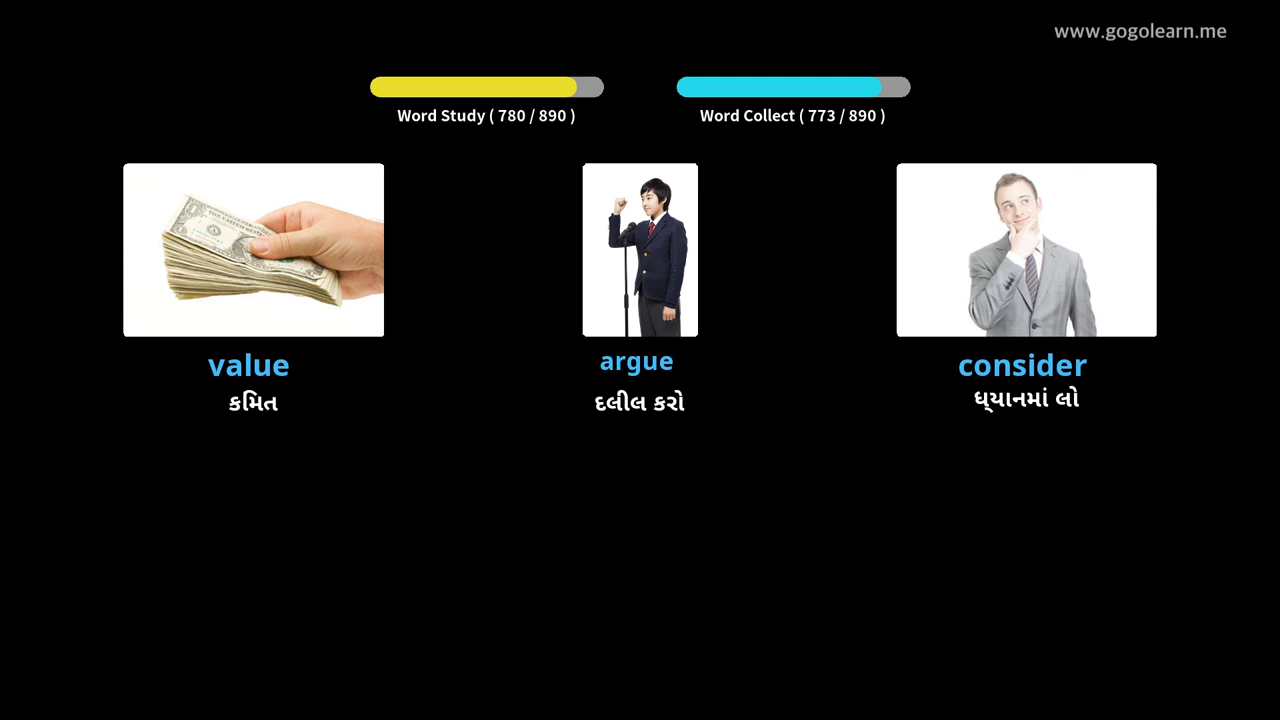 www.gogolearn.me
Word Study ( 780 / 890 )
Word Collect ( 773 / 890 )
value
argue
consider
કમિત
દલીલ કરો
ધ્યાનમાં લો